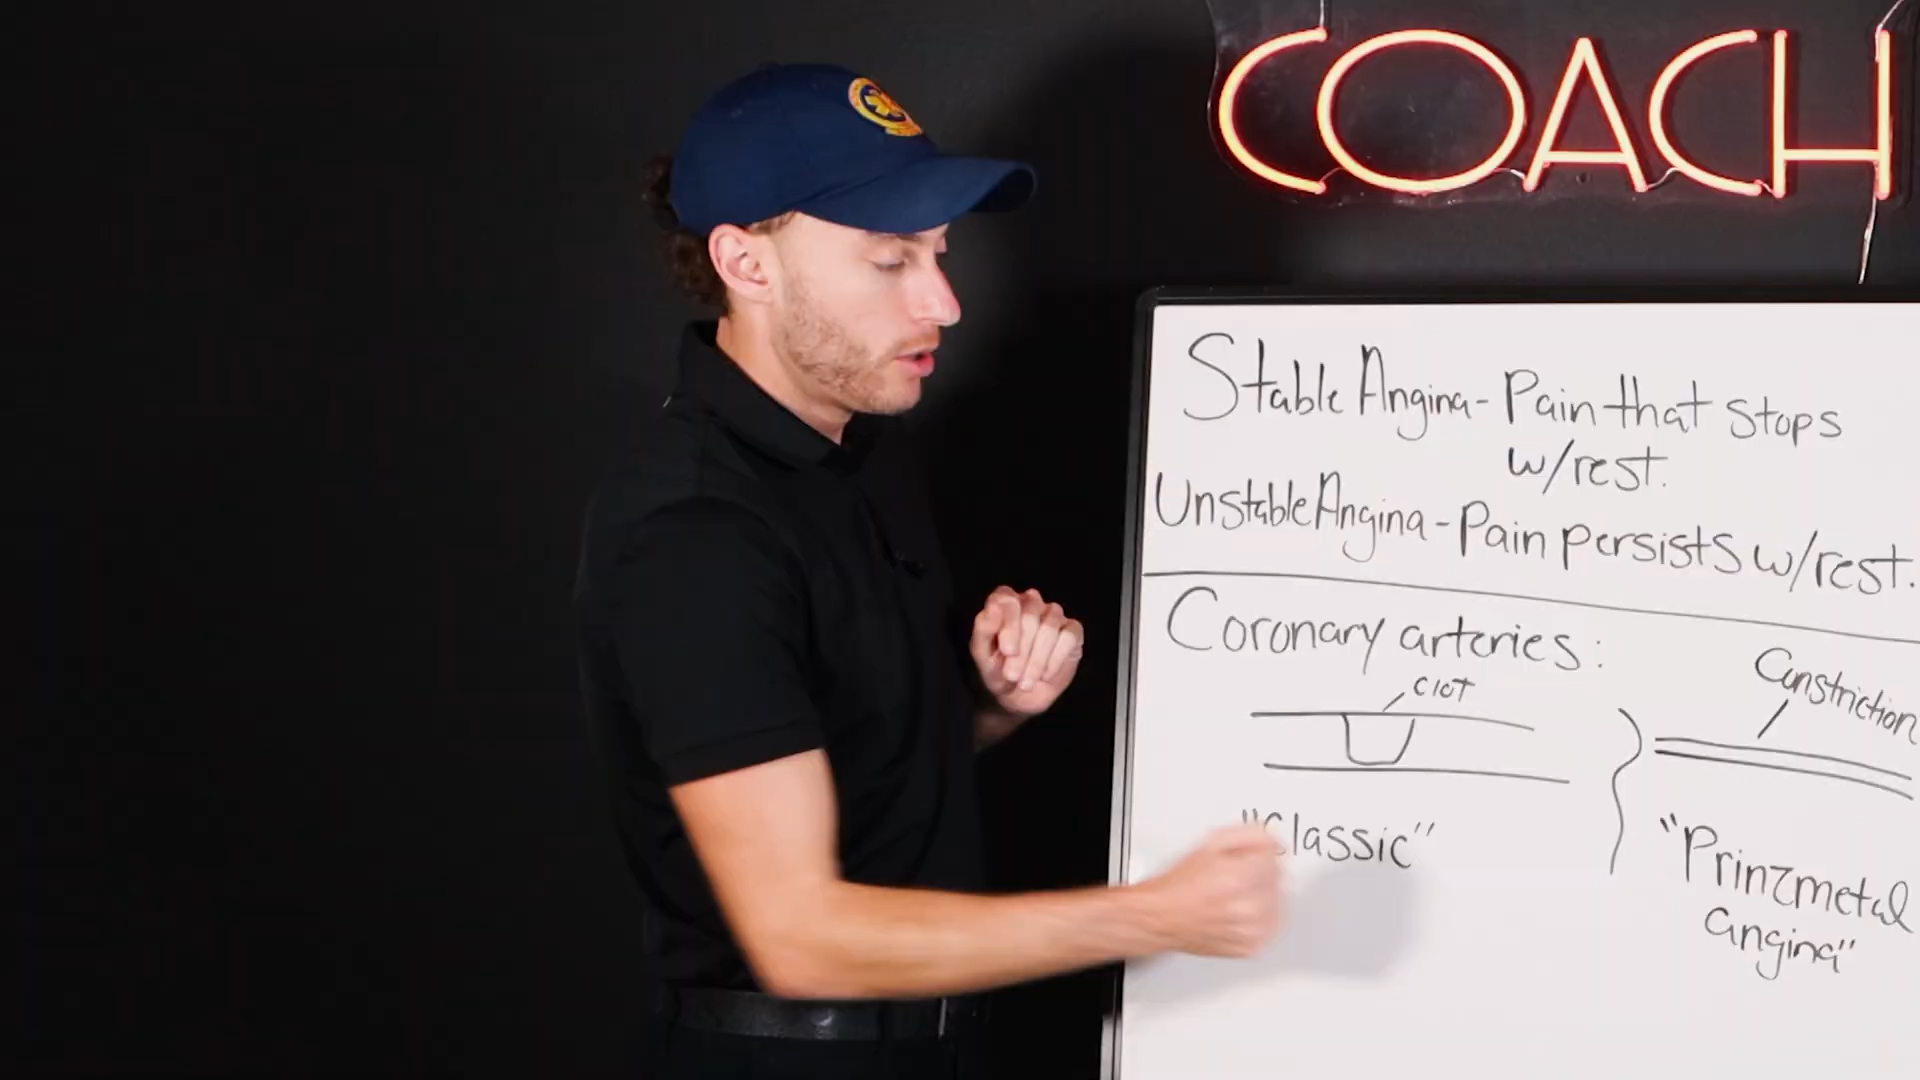 COACH
Stable Angina - Pain that stops
w/rest.
Unstable Angina - Pain persists w/rest.
Coronary arteries:
clot
Constriction
"Classic"
"Prinzmetal
angina"